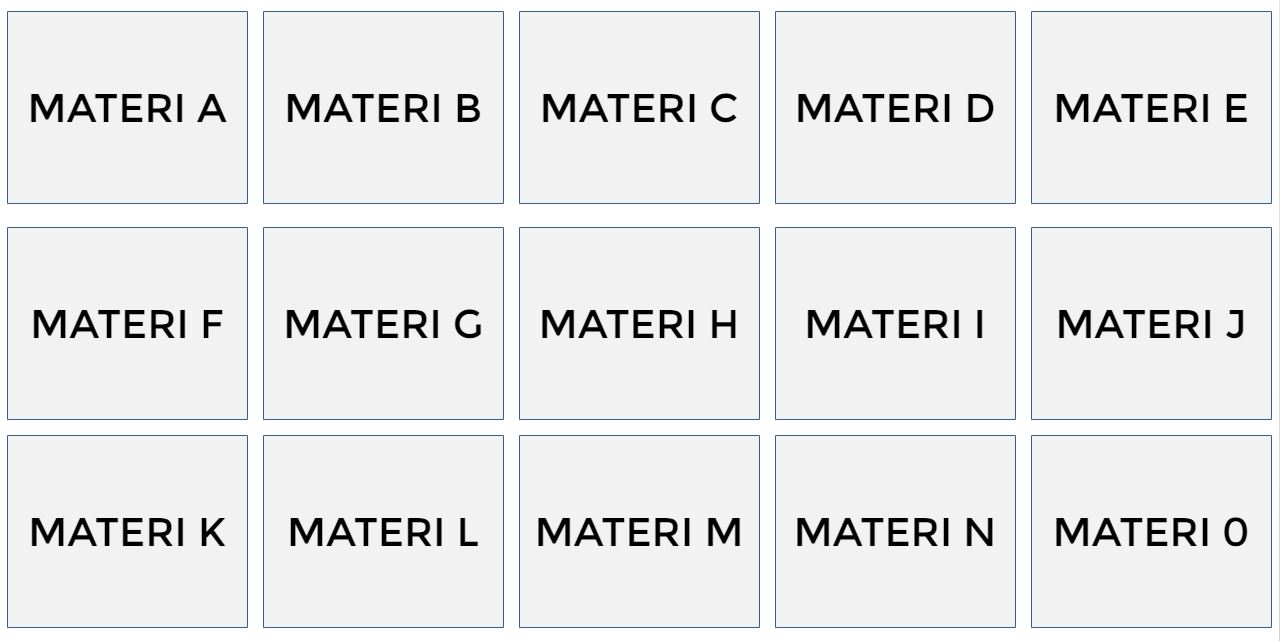 MATERI A
MATERI B
MATERI C
MATERI D
MATERI E
MATERI F
MATERI G
MATERI H
MATERI I
MATERI J
MATERI K
MATERI L
MATERI M
MATERI N
MATERI 0